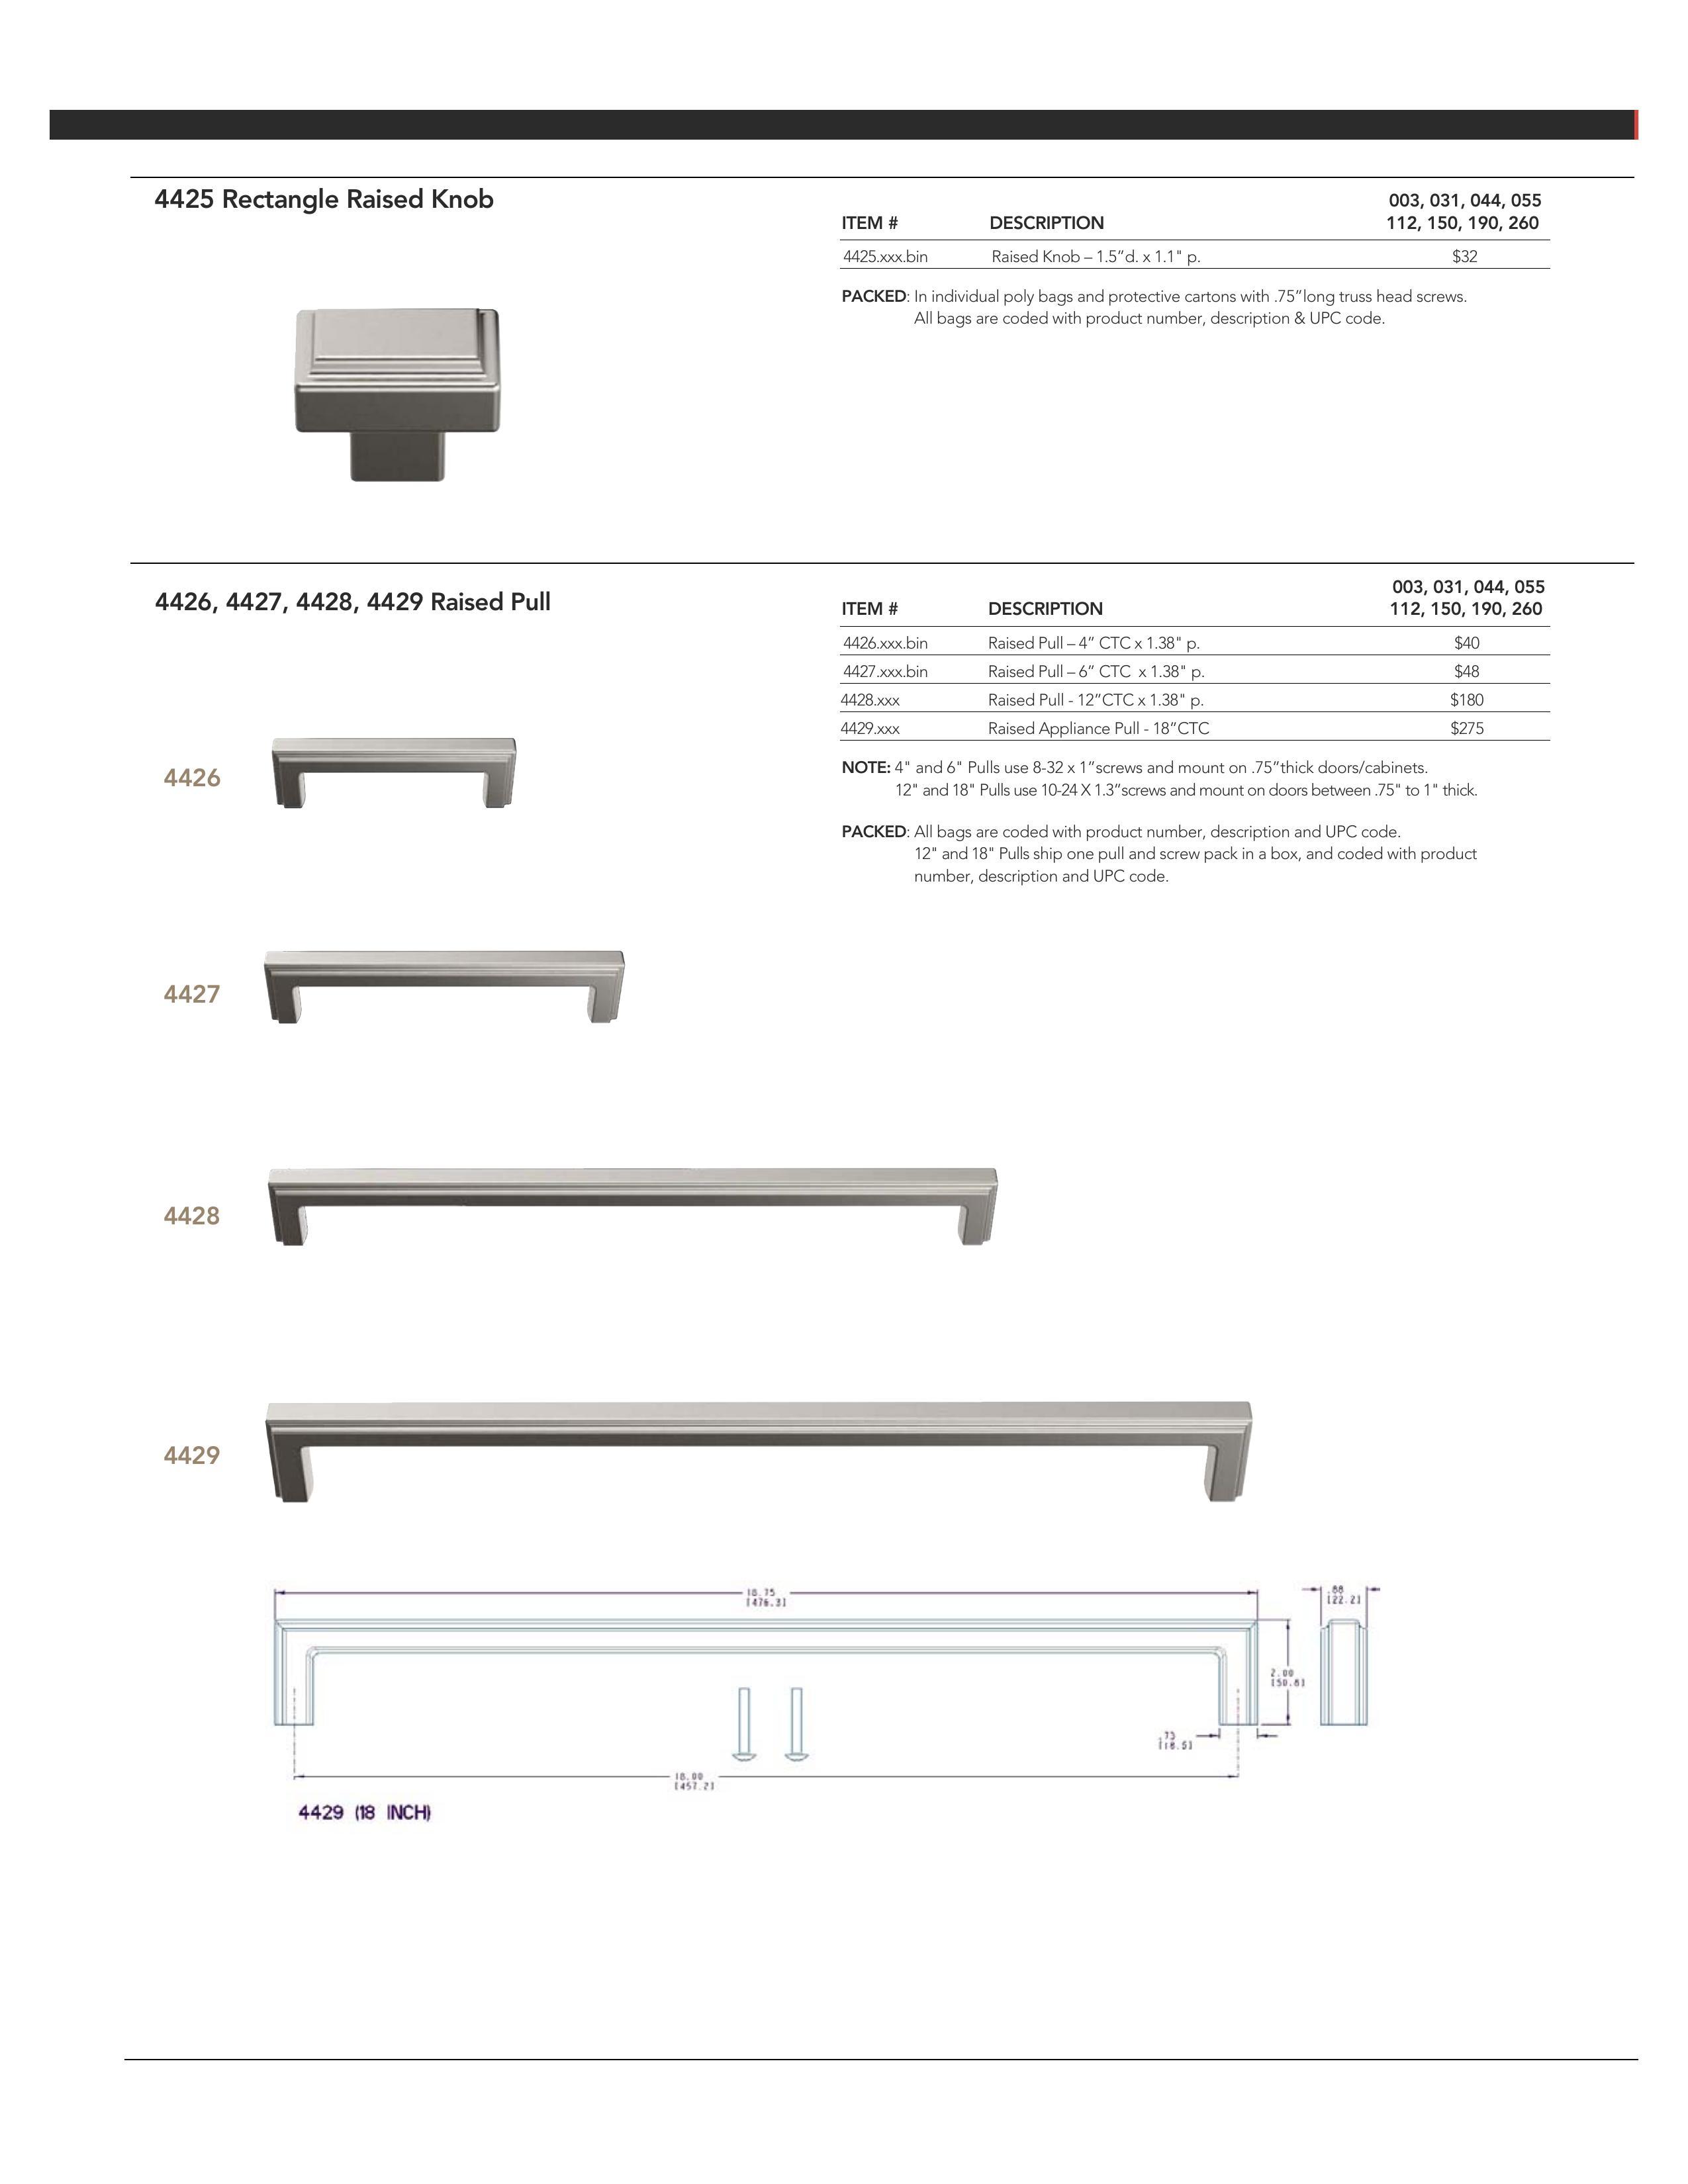 4425 Rectangle Raised Knob
003, 031, 044, 055
ITEM # DESCRIPTION 112, 150, 190, 260
4425.xxx.bin Raised Knob – 1.5”d. x 1.1" p. $32
PACKED: In individual poly bags and protective cartons with .75”long truss head screws.
All bags are coded with product number, description & UPC code.
4426, 4427, 4428, 4429 Raised Pull
003, 031, 044, 055
ITEM # DESCRIPTION 112, 150, 190, 260
4426.xxx.bin Raised Pull – 4” CTC x 1.38" p. $40
4427.xxx.bin Raised Pull – 6” CTC x 1.38" p. $48
4428.xxx Raised Pull - 12”CTC x 1.38" p. $180
4429.xxx Raised Appliance Pull - 18”CTC $275
NOTE: 4" and 6" Pulls use 8-32 x 1”screws and mount on .75”thick doors/cabinets.
12" and 18" Pulls use 10-24 X 1.3”screws and mount on doors between .75" to 1" thick.
PACKED: All bags are coded with product number, description and UPC code.
12" and 18" Pulls ship one pull and screw pack in a box, and coded with product
number, description and UPC code.
4426
4427
4428
4429
18.75
[476.3]
.88
[22.2]
2.00
[50.8]
.73
[18.5]
18.00
[457.2]
4429 (18 INCH)